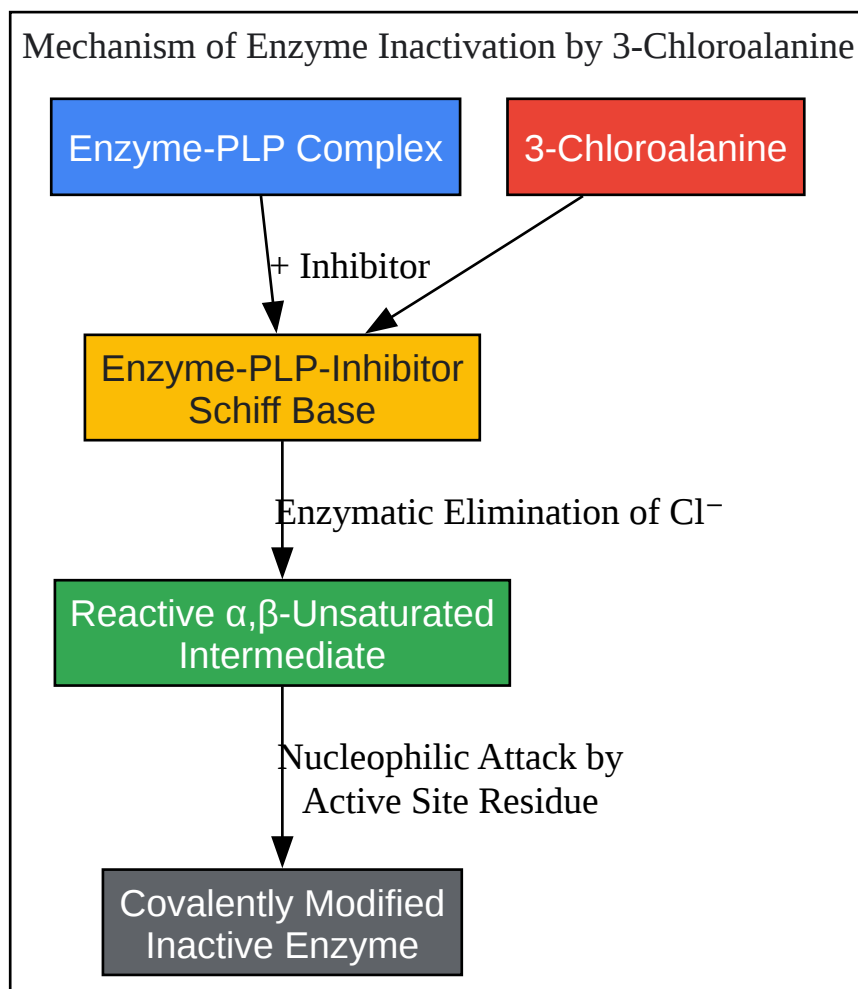 Mechanism of Enzyme Inactivation by 3-Chloroalanine
Enzyme-PLP Complex
3-Chloroalanine
+ Inhibitor
Enzyme-PLP-Inhibitor
Schiff Base
Enzymatic Elimination of Cl⁻
Reactive α,β-Unsaturated
Intermediate
Nucleophilic Attack by
Active Site Residue
Covalently Modified
Inactive Enzyme